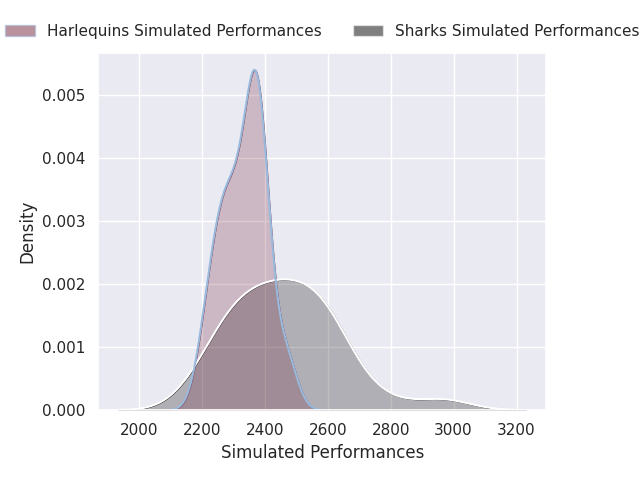 Harlequins Simulated Performances Sharks Simulated Performances
0.005
0.004
0.003
0.002
0.001
0.000
Density
2000 2200 2400 2600 2800 3000 3200
Simulated Performances